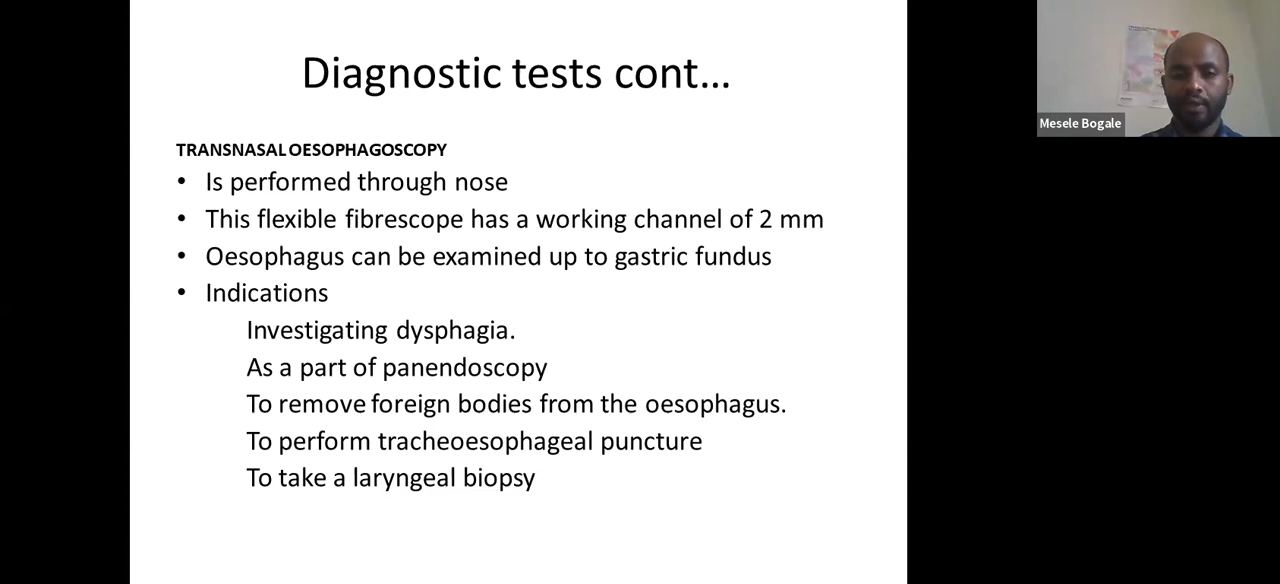 Diagnostic tests cont...
TRANSNASAL OESOPHAGOSCOPY
• Is performed through nose
• This flexible fibrescope has a working channel of 2 mm
• Oesophagus can be examined up to gastric fundus
• Indications
Investigating dysphagia.
As a part of panendoscopy
To remove foreign bodies from the oesophagus.
To perform tracheoesophageal puncture
To take a laryngeal biopsy
Mesele Bogale